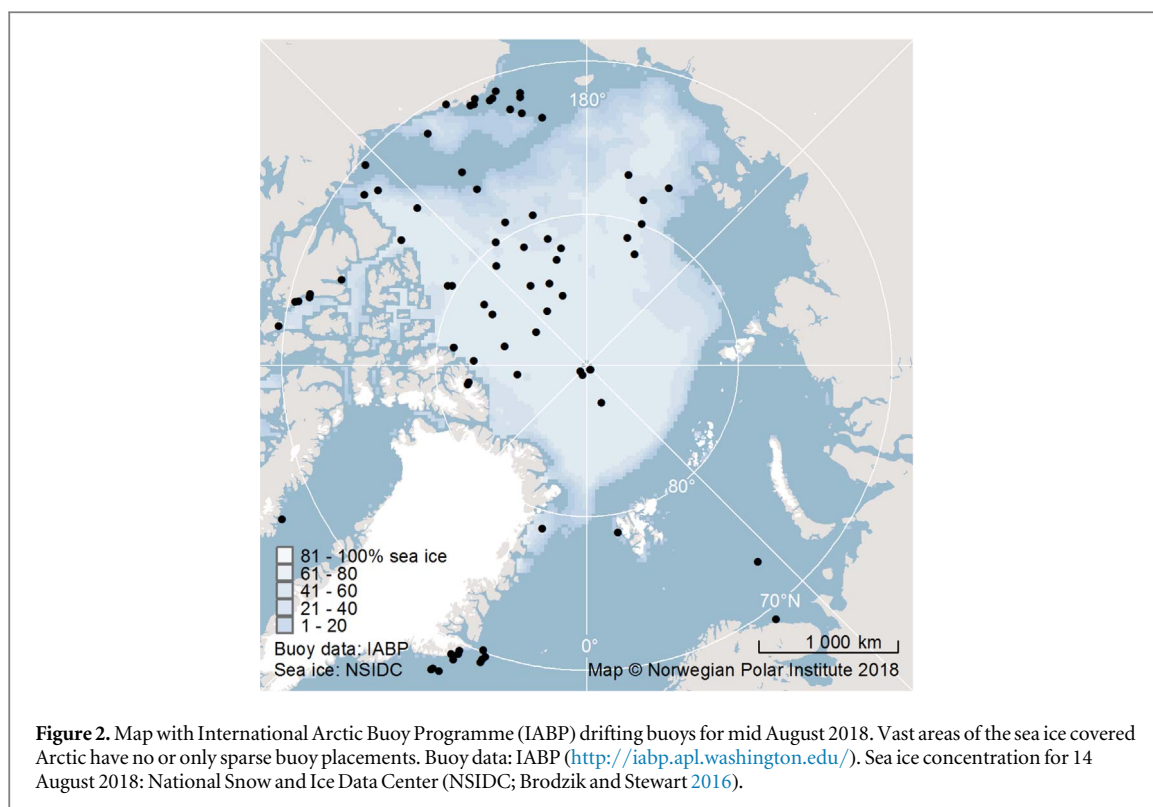 180°
80°
70°N
0°
81 - 100% sea ice
61 - 80
41 - 60
21 - 40
1 - 20
Buoy data: IABP
Sea ice: NSIDC
1 000 km
Map © Norwegian Polar Institute 2018
Figure 2. Map with International Arctic Buoy Programme (IABP) drifting buoys for mid August 2018. Vast areas of the sea ice covered
Arctic have no or only sparse buoy placements. Buoy data: IABP (http://iabp.apl.washington.edu/). Sea ice concentration for 14
August 2018: National Snow and Ice Data Center (NSIDC; Brodzik and Stewart 2016).